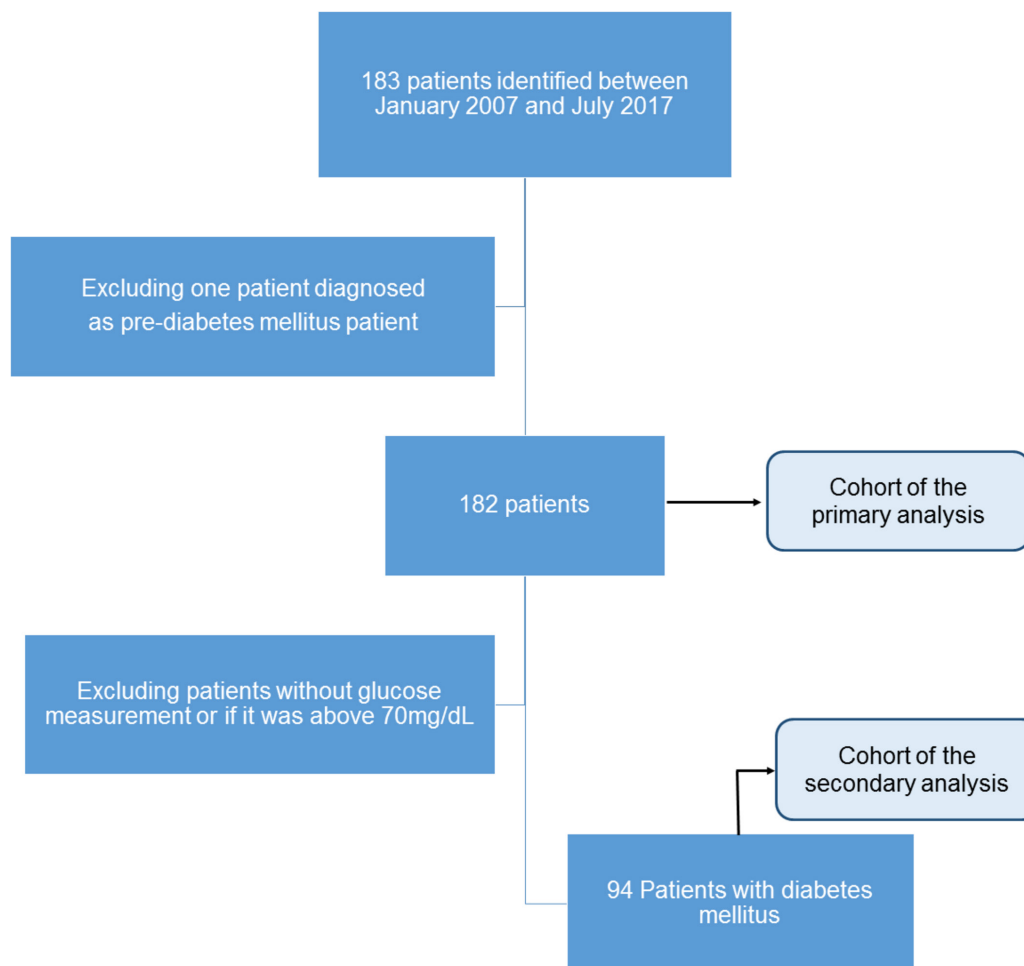 183 patients identified between
January 2007 and July 2017
Excluding one patient diagnosed
as pre-diabetes mellitus patient
182 patients
Cohort of the
primary analysis
Excluding patients without glucose
measurement or if it was above 70mg/dL
Cohort of the
secondary analysis
94 Patients with diabetes
mellitus